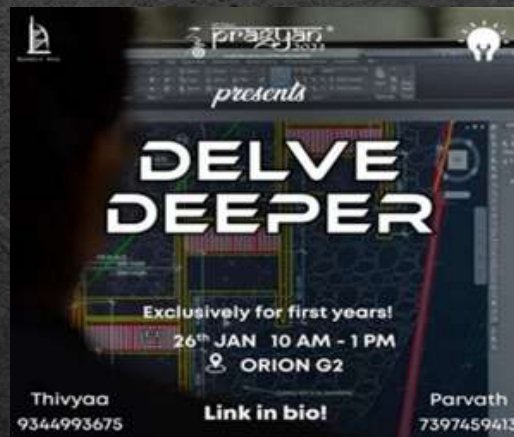 pragyan
2024
presents
DELVE
DEEPER
Exclusively for first years!
26th JAN 10 AM - 1 PM
ORION G2
Thivyaa
9344993675
Link in bio!
Parvath
7397459413